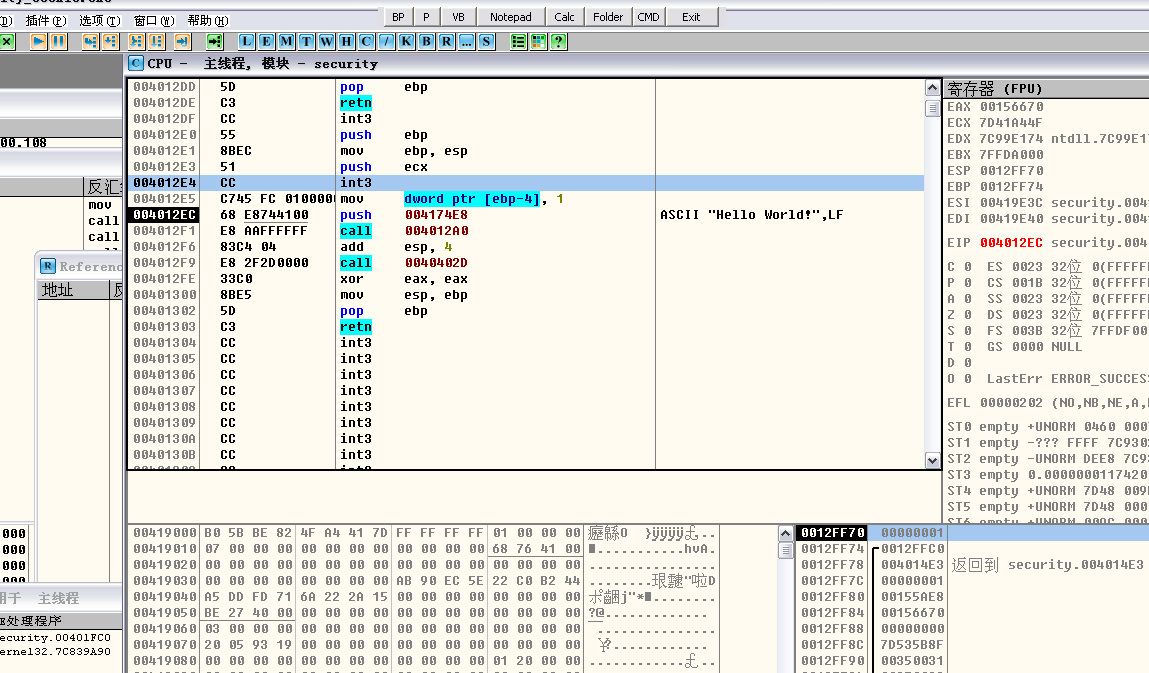 插件(P) 选项(T) 窗口(W) 帮助(H) BP P VB Notepad Calc Folder CMD Exit
L E M T W H C / K B R ... S ?
C CPU - 主线程, 模块 - security
004012DD 5D pop ebp
004012DE C3 retn
004012DF CC int3
004012E0 55 push ebp
004012E1 8BEC mov ebp, esp
004012E3 51 push ecx
004012E4 CC int3
004012E5 C745 FC 0100000 mov dword ptr [ebp-4], 1
004012EC 68 E8744100 push 004174E8 ASCII "Hello World!",LF
004012F1 E8 AAFFFFFF call 004012A0
004012F6 83C4 04 add esp, 4
004012F9 E8 2F2D0000 call 0040402D
004012FE 33C0 xor eax, eax
00401300 8BE5 mov esp, ebp
00401302 5D pop ebp
00401303 C3 retn
00401304 CC int3
00401305 CC int3
00401306 CC int3
00401307 CC int3
00401308 CC int3
00401309 CC int3
0040130A CC int3
0040130B CC int3
寄存器 (FPU)
EAX 00156670
ECX 7D41A44F
EDX 7C99E174 ntdll.7C99E17
EBX 7FFDA000
ESP 0012FF70
EBP 0012FF74
ESI 00419E3C security.004
EDI 00419E40 security.004
EIP 004012EC security.004
C 0 ES 0023 32位 0(FFFFFF
P 0 CS 001B 32位 0(FFFFFF
A 0 SS 0023 32位 0(FFFFFF
Z 0 DS 0023 32位 0(FFFFFF
S 0 FS 003B 32位 7FFDF00
T 0 GS 0000 NULL
D 0
O 0 LastErr ERROR_SUCCES
EFL 00000202 (NO,NB,NE,A,
ST0 empty +UNORM 0460 000
ST1 empty -??? FFFF 7C930
ST2 empty -UNORM DEE8 7C9
ST3 empty 0.0000000117420
ST4 empty +UNORM 7D48 009
ST5 empty +UNORM 7D48 000
00.108
反汇
mov
call
call
R Referenc
地址
000
000
000
用于 主线程
处理程序
ecurity.00401FC0
ernel32.7C839A90
00419000 B0 5B BE 82 4F A4 41 7D FF FF FF FF 01 00 00 00
00419010 07 00 00 00 00 00 00 00 00 00 00 00 68 76 41 00 hvA.
00419020 00 00 00 00 00 00 00 00 00 00 00 00 00 00 00 00 ................
00419030 00 00 00 00 00 00 00 00 AB 90 EC 5E 22 C0 B2 44
00419040 A5 DD FD 71 6A 22 2A 15 00 00 00 00 00 00 00 00
00419050 BE 27 40 00 00 00 00 00 00 00 00 00 00 00 00 00 ?@.............
00419060 03 00 00 00 00 00 00 00 00 00 00 00 00 00 00 00
00419070 20 05 93 19 00 00 00 00 00 00 00 00 00 00 00 00
00419080 00 00 00 00 00 00 00 00 00 00 00 00 01 20 00 00
0012FF70 00000001
0012FF74 0012FFC0
0012FF78 004014E3 返回到 security.004014E3
0012FF7C 00000001
0012FF80 00155AE8
0012FF84 00156670
0012FF88 00000000
0012FF8C 7D535B8F
0012FF90 00350031